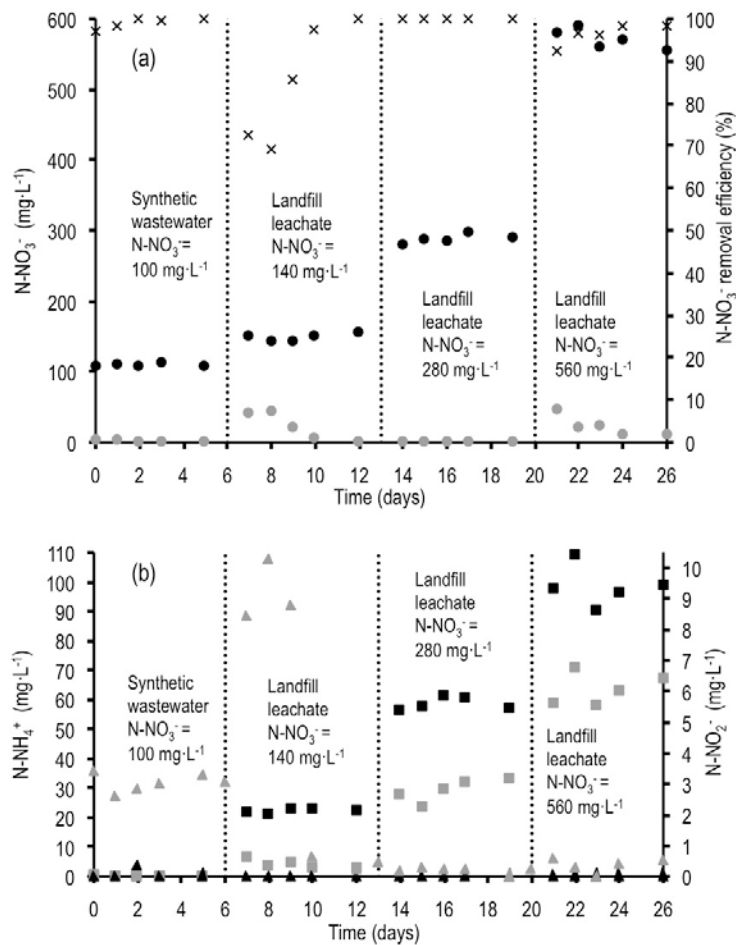 (a)
N-NO₃⁻ (mg·L⁻¹)
600
500
400
300
200
100
0
Synthetic
wastewater
N-NO₃⁻=
100 mg·L⁻¹
Landfill
leachate
N-NO₃⁻ =
140 mg·L⁻¹
Landfill
leachate
N-NO₃⁻ =
280 mg·L⁻¹
Landfill
leachate
N-NO₃⁻ =
560 mg·L⁻¹
100
90
80
70
60
50
40
30
20
10
0
N-NO₃⁻ removal efficiency (%)
0 2 4 6 8 10 12 14 16 18 20 22 24 26
Time (days)
(b)
N-NH₄⁺ (mg·L⁻¹)
110
100
90
80
70
60
50
40
30
20
10
0
Synthetic
wastewater
N-NO₃⁻ =
100 mg·L⁻¹
Landfill
leachate
N-NO₃⁻ =
140 mg·L⁻¹
Landfill
leachate
N-NO₃⁻ =
280 mg·L⁻¹
Landfill
leachate
N-NO₃⁻ =
560 mg·L⁻¹
10
9
8
7
6
5
4
3
2
1
0
N-NO₂⁻ (mg·L⁻¹)
0 2 4 6 8 10 12 14 16 18 20 22 24 26
Time (days)